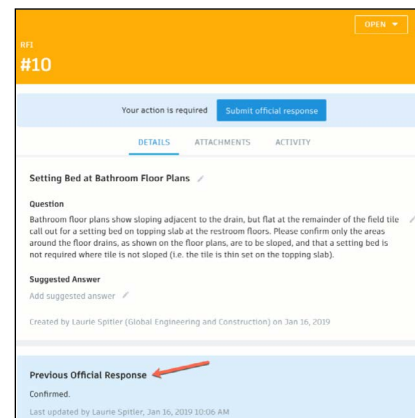 OPEN
RFI
#10
Your action is required Submit official response
DETAILS ATTACHMENTS ACTIVITY
Setting Bed at Bathroom Floor Plans
Question
Bathroom floor plans show sloping adjacent to the drain, but flat at the remainder of the field tile
call out for a setting bed on topping slab at the restroom floors. Please confirm only the areas
around the floor drains, as shown on the floor plans, are to be sloped, and that a setting bed is
not required where tile is not sloped (i.e. the tile is thin set on the topping slab).
Suggested Answer
Add suggested answer
Created by Laurie Spitler (Global Engineering and Construction) on Jan 16, 2019
Previous Official Response
Confirmed.
Last updated by Laurie Spitler, Jan 16, 2019 10:06 AM